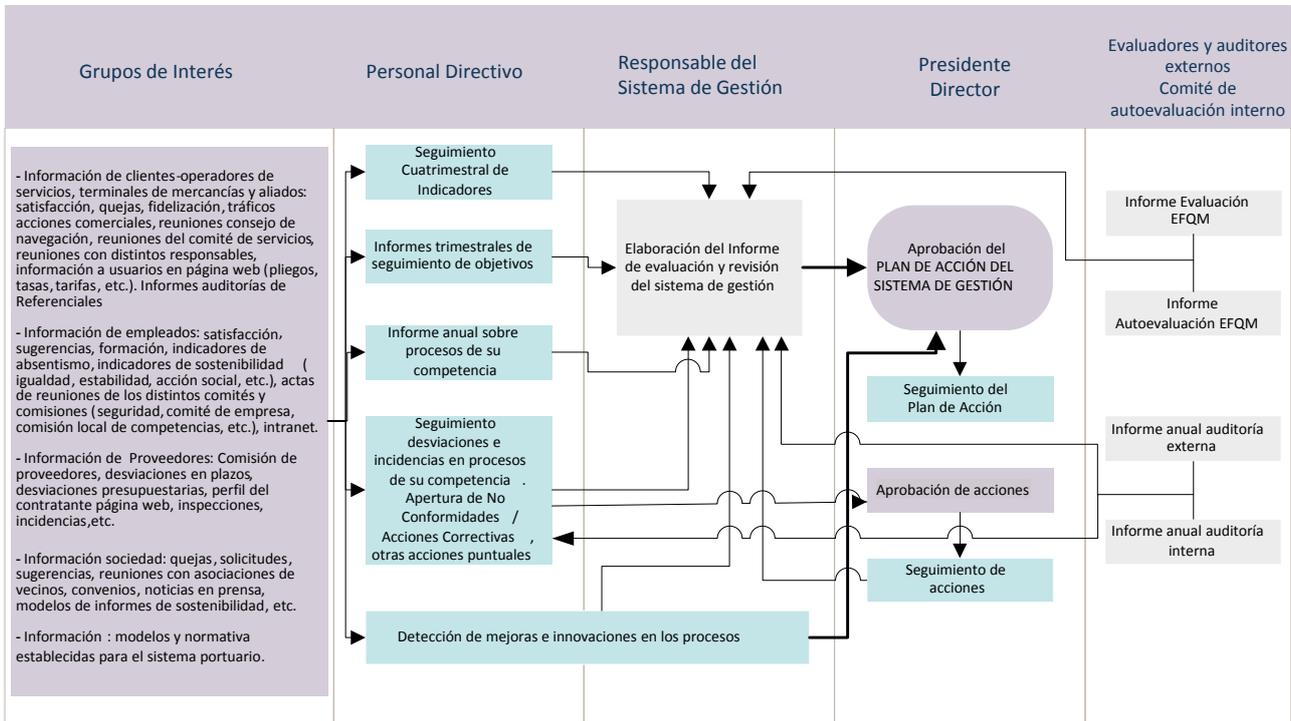 Grupos de Interés
Personal Directivo
Responsable del
Sistema de Gestión
Presidente
Director
Evaluadores y auditores
externos
Comité de
autoevaluación interno
- Información de clientes-operadores de
servicios, terminales de mercancías y aliados:
satisfacción, quejas, fidelización, tráficos
acciones comerciales, reuniones consejo de
navegación, reuniones del comité de servicios,
reuniones con distintos responsables,
información a usuarios en página web (pliegos,
tasas, tarifas, etc.). Informes auditorías de
Referenciales
- Información de empleados: satisfacción,
sugerencias, formación, indicadores de
absentismo, indicadores de sostenibilidad (
igualdad, estabilidad, acción social, etc.), actas
de reuniones de los distintos comités y
comisiones (seguridad, comité de empresa,
comisión local de competencias, etc.), intranet.
- Información de Proveedores: Comisión de
proveedores, desviaciones en plazos,
desviaciones presupuestarias, perfil del
contratante página web, inspecciones,
incidencias,etc.
- Información sociedad: quejas, solicitudes,
sugerencias, reuniones con asociaciones de
vecinos, convenios, noticias en prensa,
modelos de informes de sostenibilidad, etc.
- Información : modelos y normativa
establecidas para el sistema portuario.
Seguimiento
Cuatrimestral de
Indicadores
Informes trimestrales de
seguimiento de objetivos
Informe anual sobre
procesos de su
competencia
Seguimiento
desviaciones e
incidencias en procesos
de su competencia .
Apertura de No
Conformidades /
Acciones Correctivas ,
otras acciones puntuales
Detección de mejoras e innovaciones en los procesos
Elaboración del Informe
de evaluación y revisión
del sistema de gestión
Aprobación del
PLAN DE ACCIÓN DEL
SISTEMA DE GESTIÓN
Seguimiento del
Plan de Acción
Aprobación de acciones
Seguimiento de
acciones
Informe Evaluación
EFQM
Informe
Autoevaluación EFQM
Informe anual auditoría
externa
Informe anual auditoría
interna